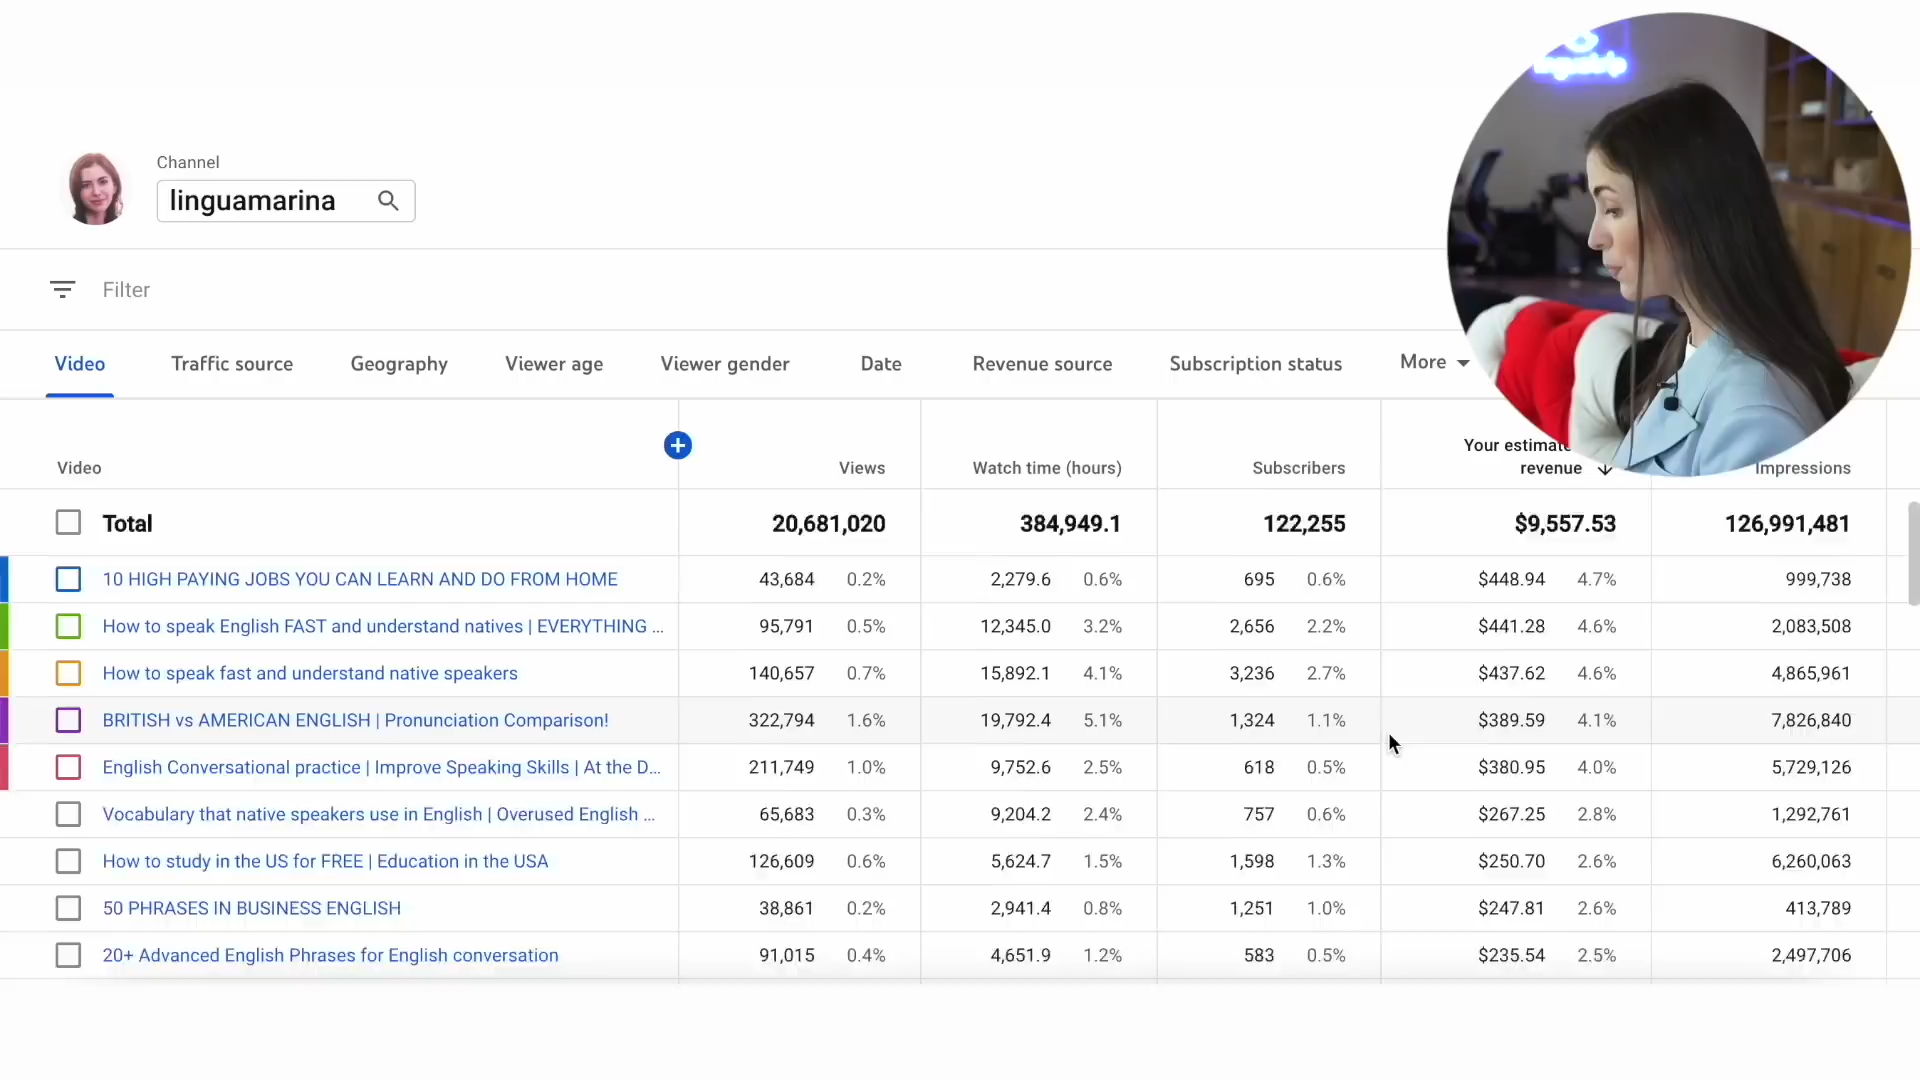 Channel
linguamarina
Filter
Video Traffic source Geography Viewer age Viewer gender Date Revenue source Subscription status More
Video Views Watch time (hours) Subscribers Your estimate revenue Impressions
Total 20,681,020 384,949.1 122,255 $9,557.53 126,991,481
10 HIGH PAYING JOBS YOU CAN LEARN AND DO FROM HOME 43,684 0.2% 2,279.6 0.6% 695 0.6% $448.94 4.7% 999,738
How to speak English FAST and understand natives | EVERYTHING ... 95,791 0.5% 12,345.0 3.2% 2,656 2.2% $441.28 4.6% 2,083,508
How to speak fast and understand native speakers 140,657 0.7% 15,892.1 4.1% 3,236 2.7% $437.62 4.6% 4,865,961
BRITISH vs AMERICAN ENGLISH | Pronunciation Comparison! 322,794 1.6% 19,792.4 5.1% 1,324 1.1% $389.59 4.1% 7,826,840
English Conversational practice | Improve Speaking Skills | At the D... 211,749 1.0% 9,752.6 2.5% 618 0.5% $380.95 4.0% 5,729,126
Vocabulary that native speakers use in English | Overused English ... 65,683 0.3% 9,204.2 2.4% 757 0.6% $267.25 2.8% 1,292,761
How to study in the US for FREE | Education in the USA 126,609 0.6% 5,624.7 1.5% 1,598 1.3% $250.70 2.6% 6,260,063
50 PHRASES IN BUSINESS ENGLISH 38,861 0.2% 2,941.4 0.8% 1,251 1.0% $247.81 2.6% 413,789
20+ Advanced English Phrases for English conversation 91,015 0.4% 4,651.9 1.2% 583 0.5% $235.54 2.5% 2,497,706